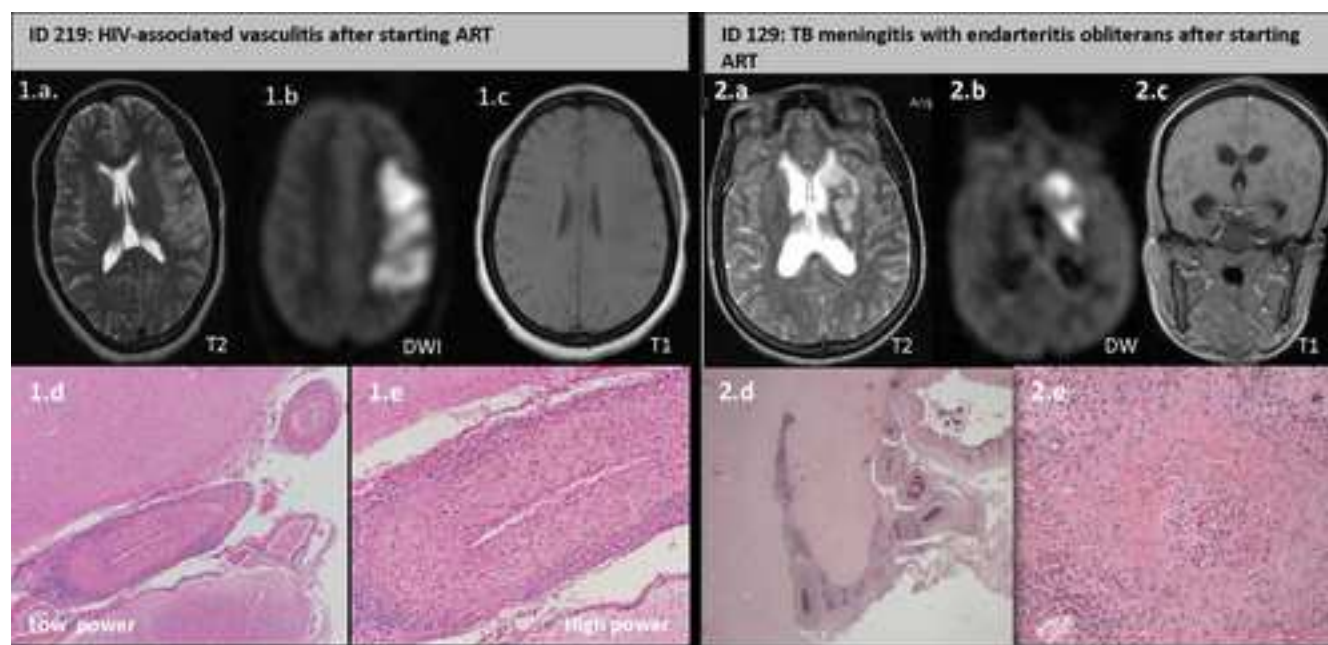 ID 219: HIV-associated vasculitis after starting ART
ID 129: TB meningitis with endarteritis obliterans after starting
ART
1.a.
1.b
1.c
2.a
2.b
2.c
T2
DWI
T1
T2
DW
T1
1.d
1.e
2.d
2.e
Low power
High power